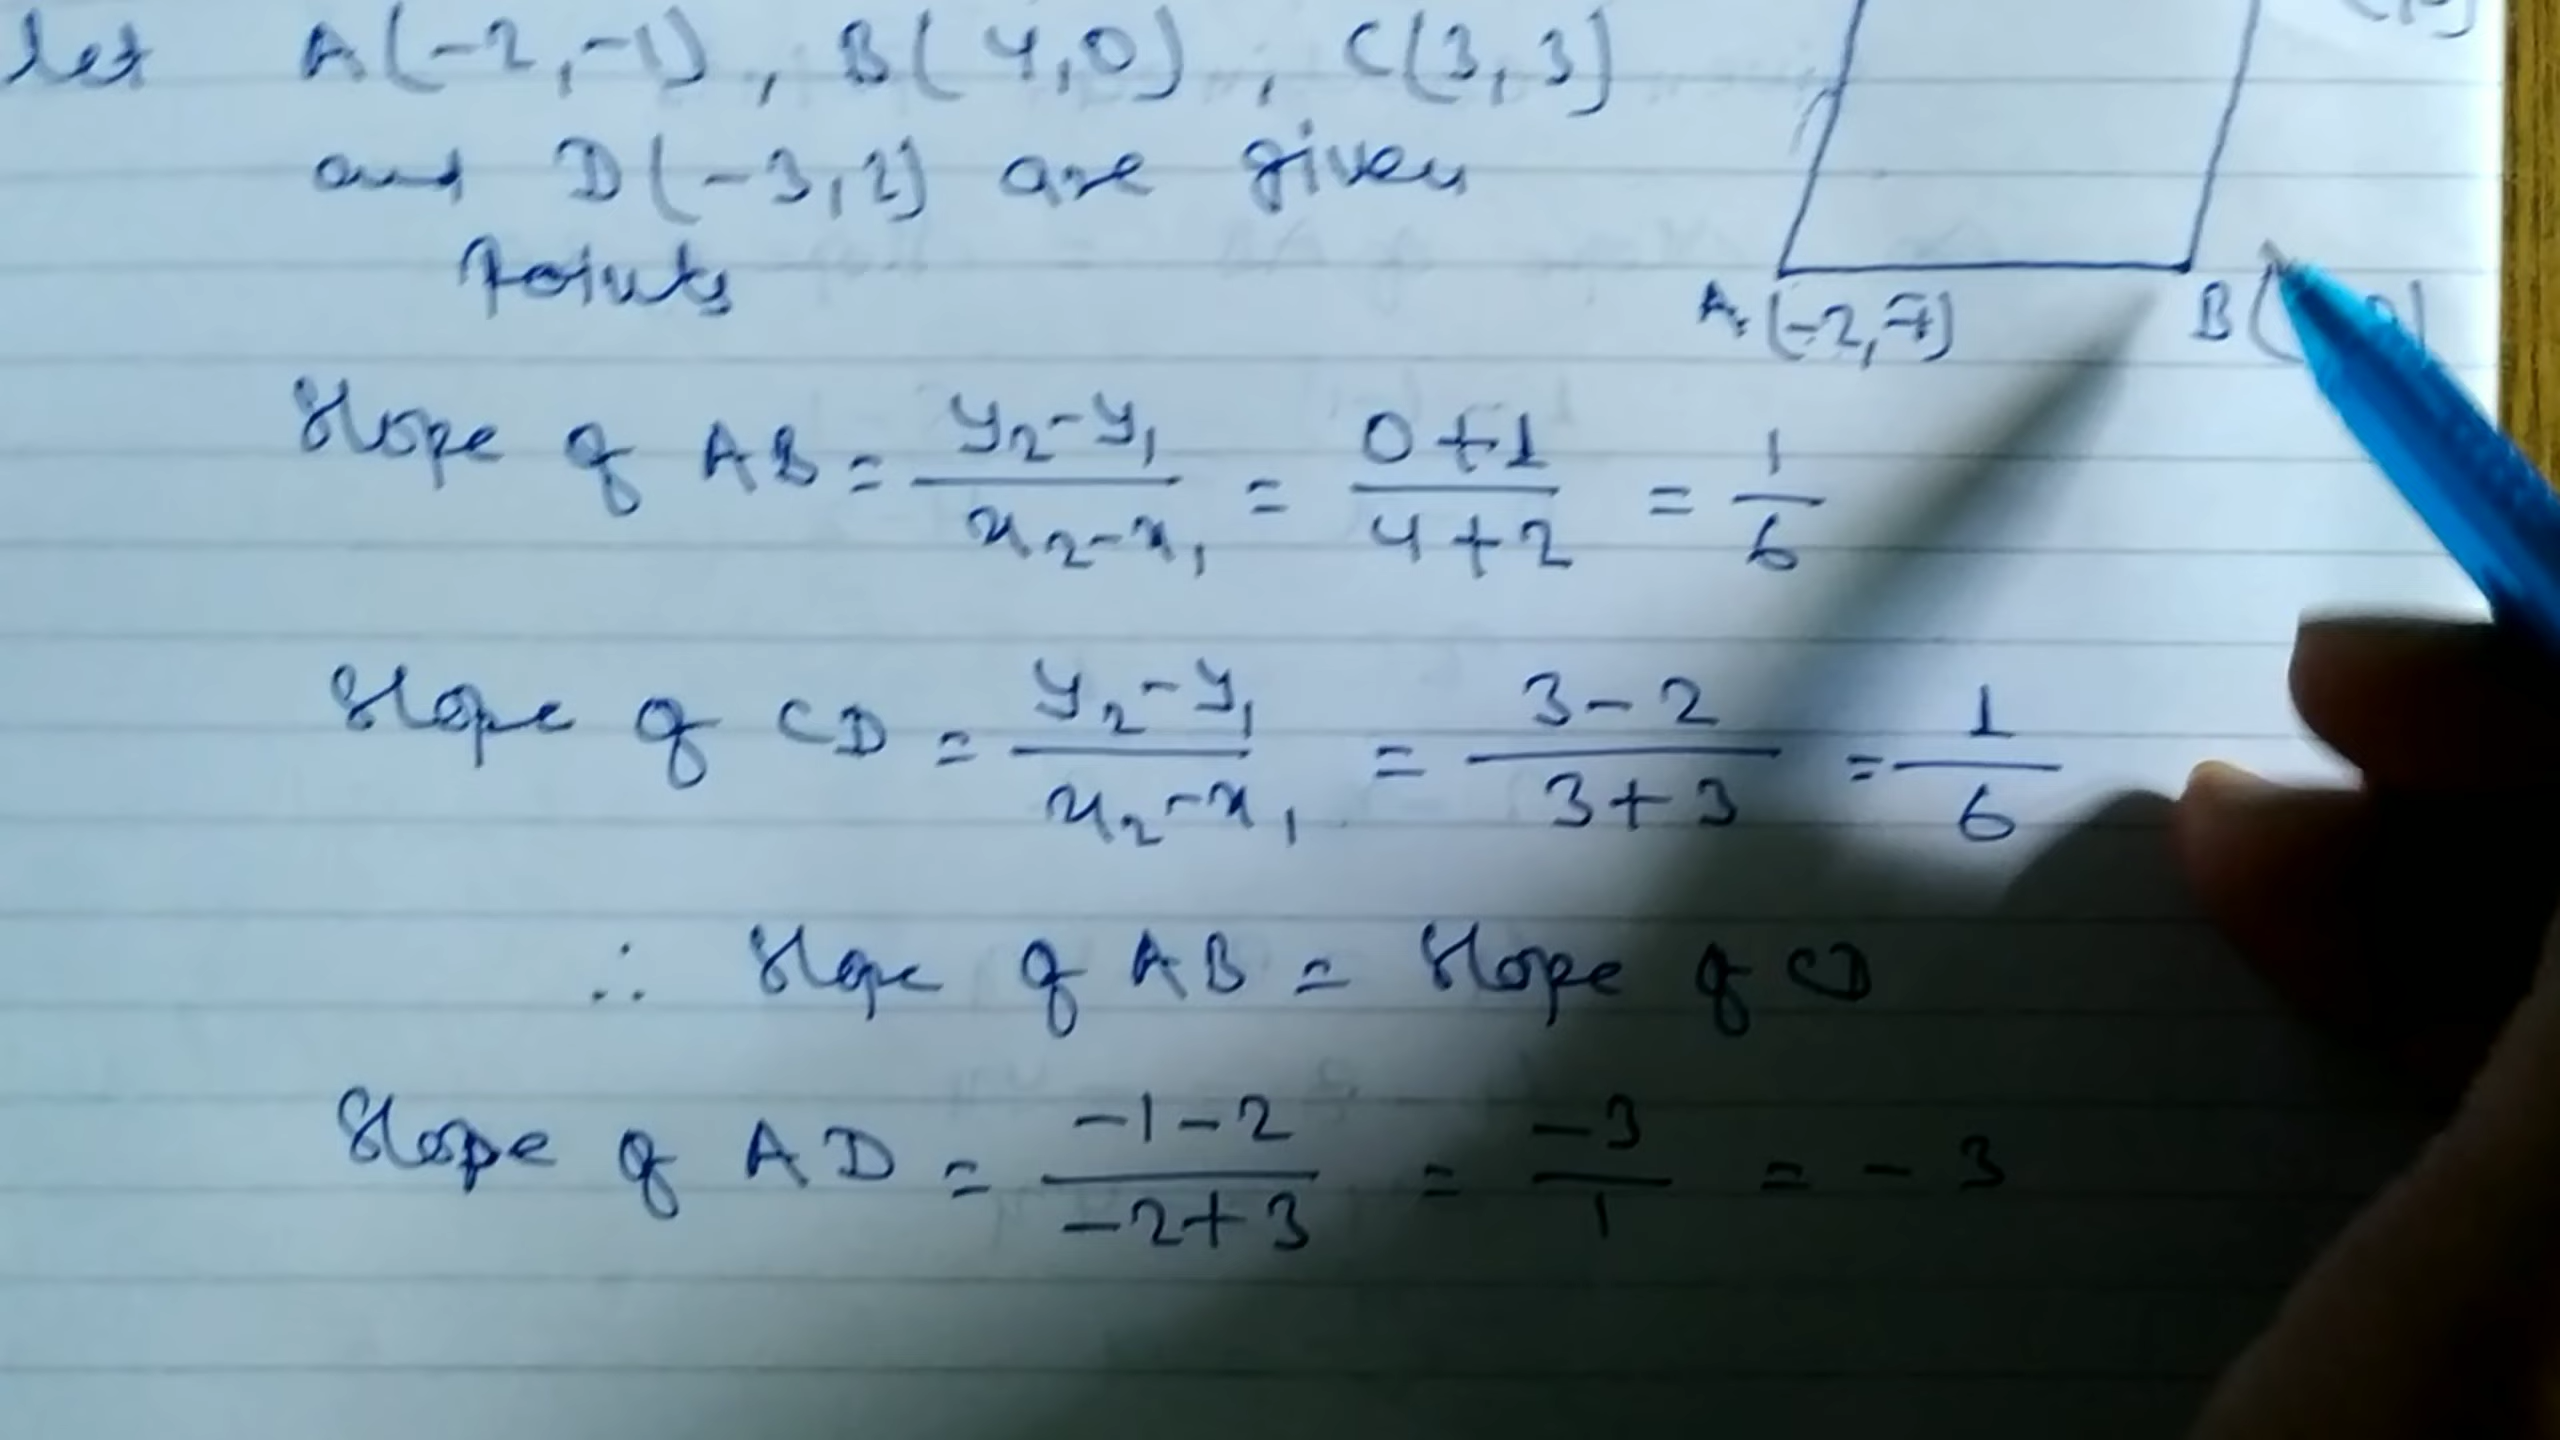 let A(-2,-1), B(4,0), C(3,3)
and D(-3,2) are given
points
A(-2,-1) B(
Slope of AB = y₂-y₁/x₂-x₁ = 0+1/4+2 = 1/6
Slope of CD = y₂-y₁/x₂-x₁ = 3-2/3+3 = 1/6
∴ Slope of AB = Slope of CD
Slope of AD = -1-2/-2+3 = -3/1 = -3